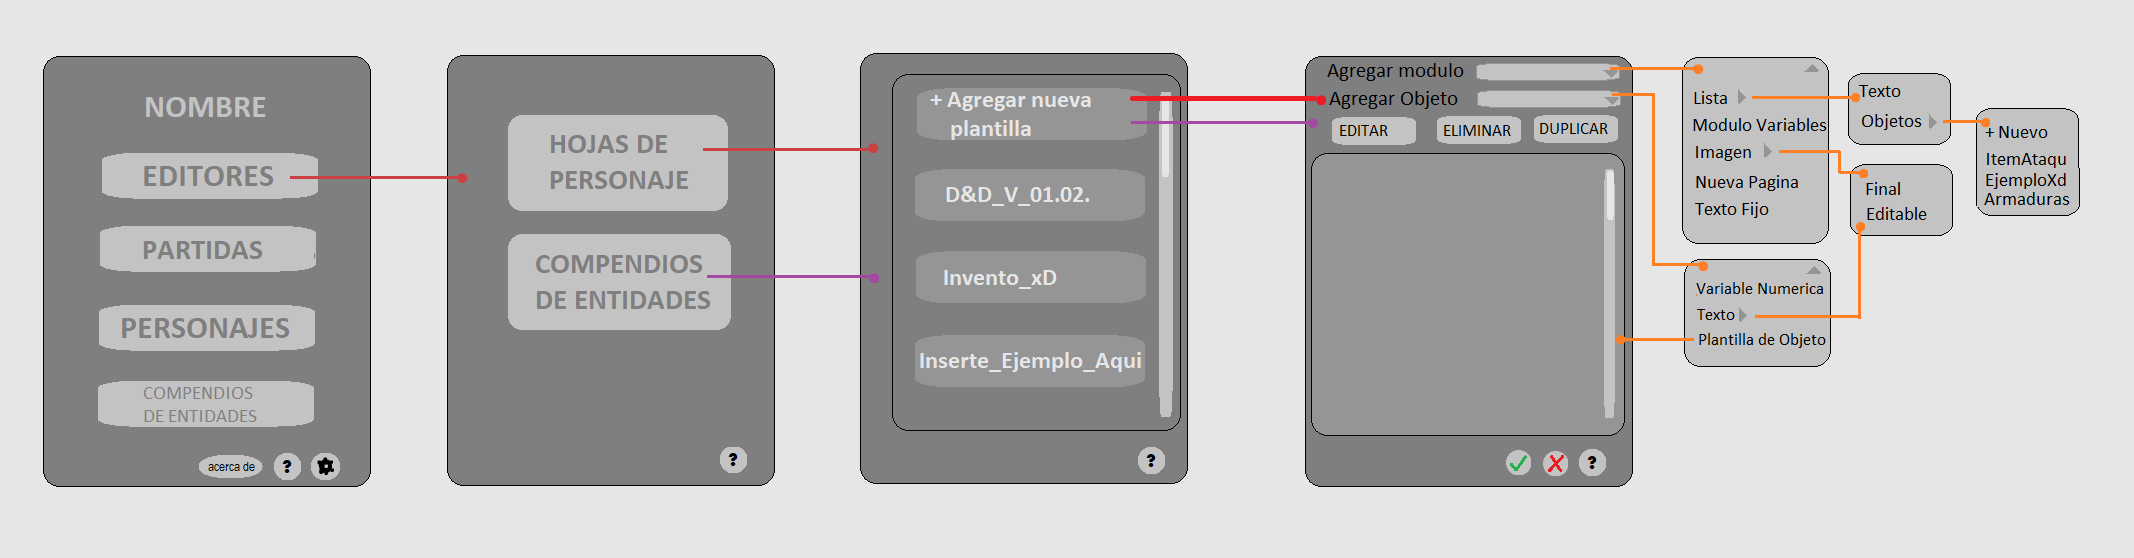 NOMBRE
EDITORES
PARTIDAS
PERSONAJES
COMPENDIOS
DE ENTIDADES
acerca de
?
HOJAS DE
PERSONAJE
COMPENDIOS
DE ENTIDADES
?
+ Agregar nueva
plantilla
D&D_V_01.02.
Invento_xD
Inserte_Ejemplo_Aqui
?
Agregar modulo
Agregar Objeto
EDITAR
ELIMINAR
DUPLICAR
?
Lista
Modulo Variables
Imagen
Nueva Pagina
Texto Fijo
Texto
Objetos
+ Nuevo
ItemAtaqu
EjemploXd
Armaduras
Final
Editable
Variable Numerica
Texto
Plantilla de Objeto